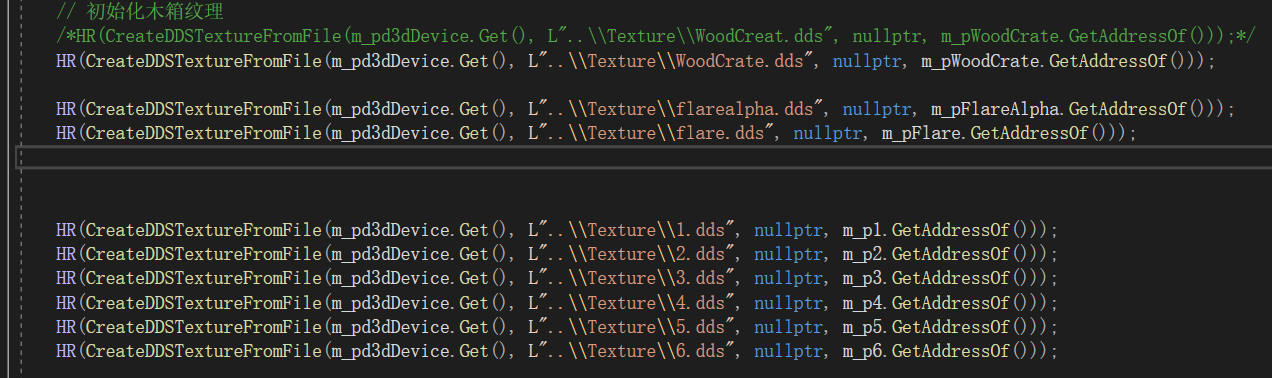 // 初始化木箱纹理
/*HR(CreateDDSTextureFromFile(m_pd3dDevice.Get(), L"..\\Texture\\WoodCreat.dds", nullptr, m_pWoodCrate.GetAddressOf()));*/
HR(CreateDDSTextureFromFile(m_pd3dDevice.Get(), L"..\\Texture\\WoodCrate.dds", nullptr, m_pWoodCrate.GetAddressOf()));
HR(CreateDDSTextureFromFile(m_pd3dDevice.Get(), L"..\\Texture\\flarealpha.dds", nullptr, m_pFlareAlpha.GetAddressOf()));
HR(CreateDDSTextureFromFile(m_pd3dDevice.Get(), L"..\\Texture\\flare.dds", nullptr, m_pFlare.GetAddressOf()));
HR(CreateDDSTextureFromFile(m_pd3dDevice.Get(), L"..\\Texture\\1.dds", nullptr, m_p1.GetAddressOf()));
HR(CreateDDSTextureFromFile(m_pd3dDevice.Get(), L"..\\Texture\\2.dds", nullptr, m_p2.GetAddressOf()));
HR(CreateDDSTextureFromFile(m_pd3dDevice.Get(), L"..\\Texture\\3.dds", nullptr, m_p3.GetAddressOf()));
HR(CreateDDSTextureFromFile(m_pd3dDevice.Get(), L"..\\Texture\\4.dds", nullptr, m_p4.GetAddressOf()));
HR(CreateDDSTextureFromFile(m_pd3dDevice.Get(), L"..\\Texture\\5.dds", nullptr, m_p5.GetAddressOf()));
HR(CreateDDSTextureFromFile(m_pd3dDevice.Get(), L"..\\Texture\\6.dds", nullptr, m_p6.GetAddressOf()));